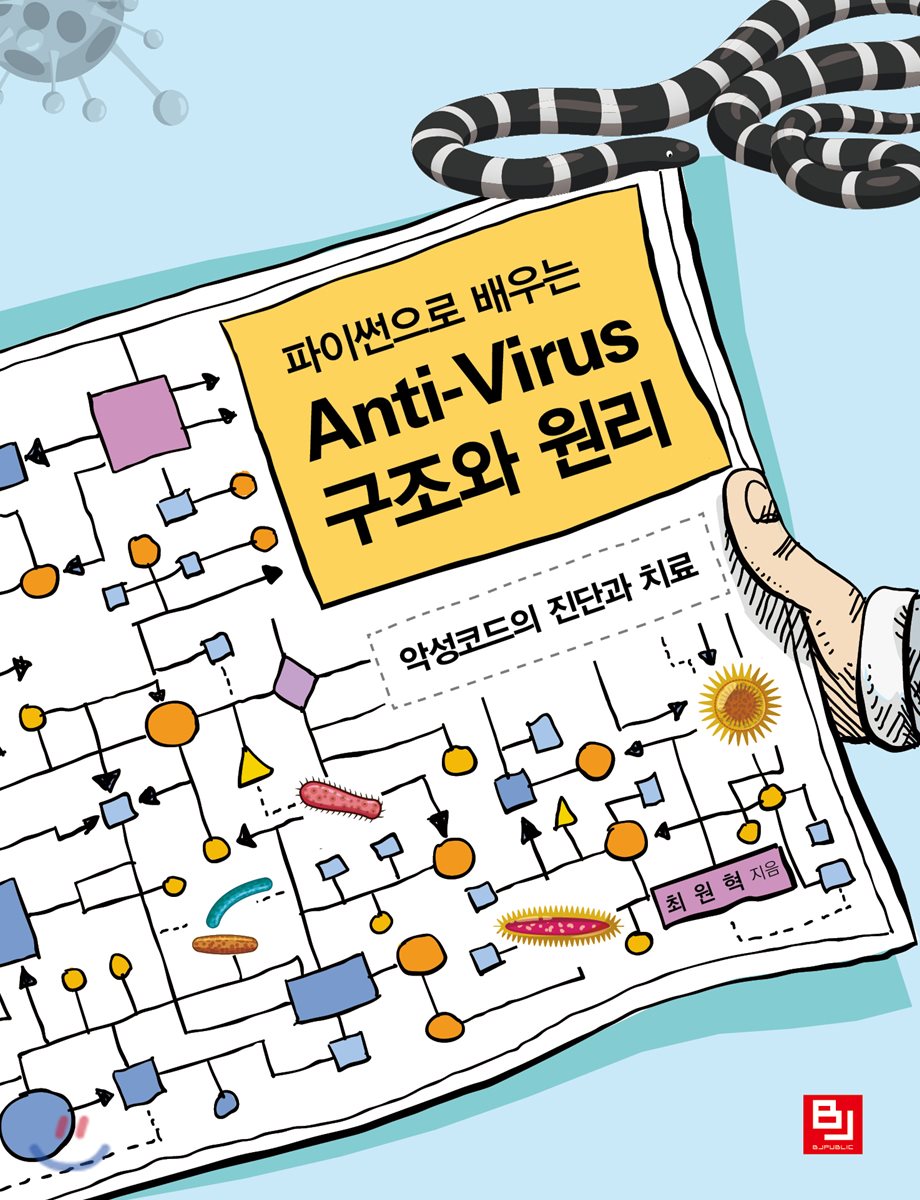 파이썬으로 배우는
Anti-Virus
구조와 원리
악성코드의 진단과 치료
최원혁 지음
BJ
BJPUBLIC